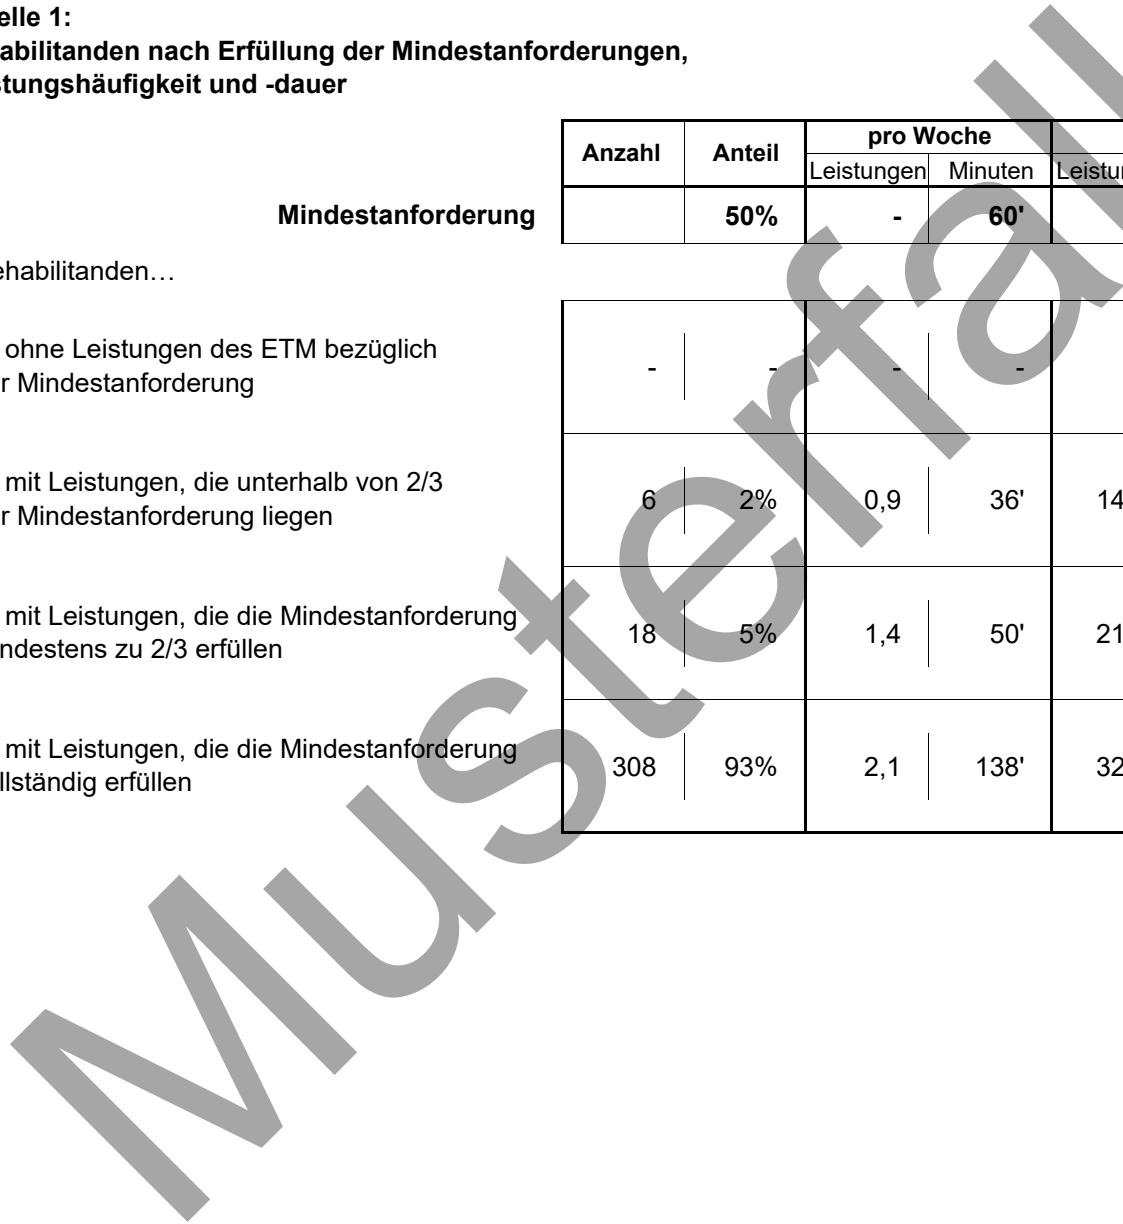 elle 1:
abilitanden nach Erfüllung der Mindestanforderungen,
stungshäufigkeit und -dauer
Anzahl Anteil pro Woche
Leistungen Minuten Leistu
Mindestanforderung 50% - 60'
ehabilitanden…
ohne Leistungen des ETM bezüglich
r Mindestanforderung
- - - -
mit Leistungen, die unterhalb von 2/3
r Mindestanforderung liegen
6 2% 0,9 36' 14
mit Leistungen, die die Mindestanforderung
ndestens zu 2/3 erfüllen
18 5% 1,4 50' 21
mit Leistungen, die die Mindestanforderung
llständig erfüllen
308 93% 2,1 138' 32
Musterfall